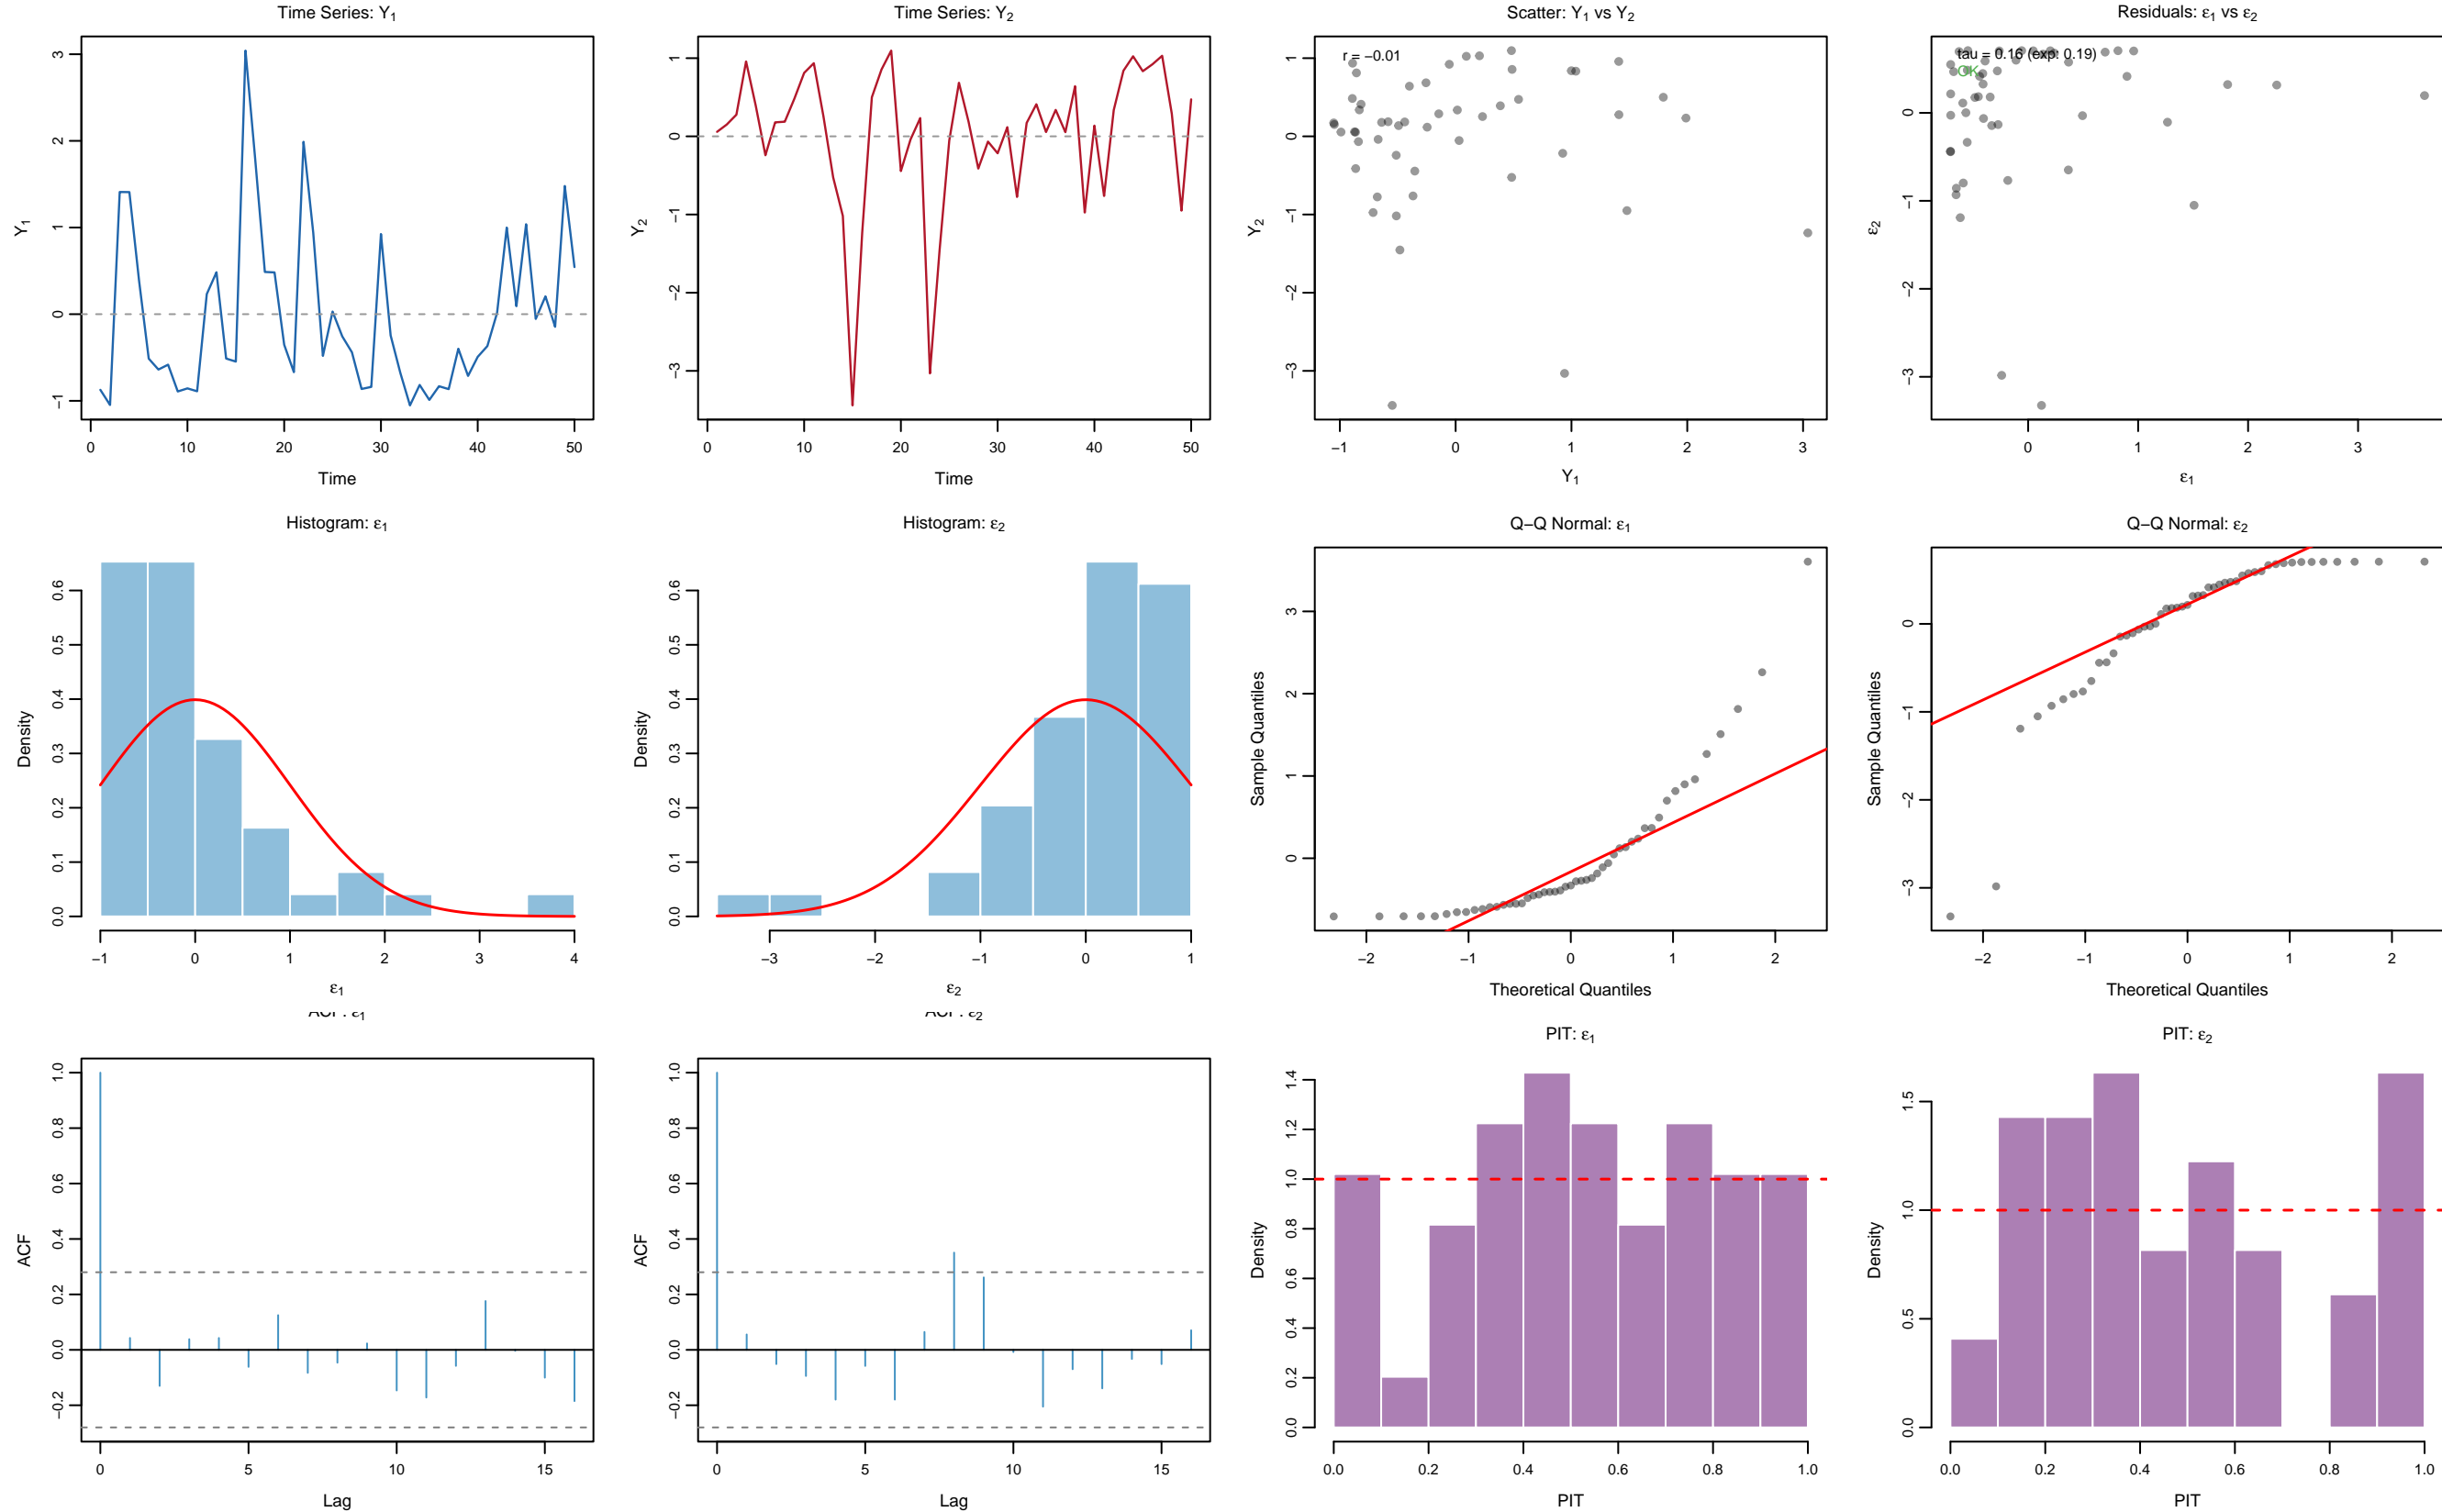 Time Series: Y1
3
2
1
0
−1
Y1
0 10 20 30 40 50
Time
Time Series: Y2
1
0
−1
−2
−3
Y2
0 10 20 30 40 50
Time
Scatter: Y1 vs Y2
r = −0.01
1
0
−1
−2
−3
Y2
−1 0 1 2 3
Y1
Residuals: ε1 vs ε2
tau = 0.16 (exp: 0.19)
OK
0
−1
−2
−3
ε2
0 1 2 3
ε1
Histogram: ε1
0.6
0.5
0.4
0.3
0.2
0.1
0.0
Density
−1 0 1 2 3 4
ε1
Histogram: ε2
0.6
0.5
0.4
0.3
0.2
0.1
0.0
Density
−3 −2 −1 0 1
ε2
Q−Q Normal: ε1
3
2
1
0
Sample Quantiles
−2 −1 0 1 2
Theoretical Quantiles
Q−Q Normal: ε2
0
−1
−2
−3
Sample Quantiles
−2 −1 0 1 2
Theoretical Quantiles
ACF: ε1
1.0
0.8
0.6
0.4
0.2
0.0
−0.2
ACF
0 5 10 15
Lag
ACF: ε2
1.0
0.8
0.6
0.4
0.2
0.0
−0.2
ACF
0 5 10 15
Lag
PIT: ε1
1.4
1.2
1.0
0.8
0.6
0.4
0.2
0.0
Density
0.0 0.2 0.4 0.6 0.8 1.0
PIT
PIT: ε2
1.5
1.0
0.5
0.0
Density
0.0 0.2 0.4 0.6 0.8 1.0
PIT